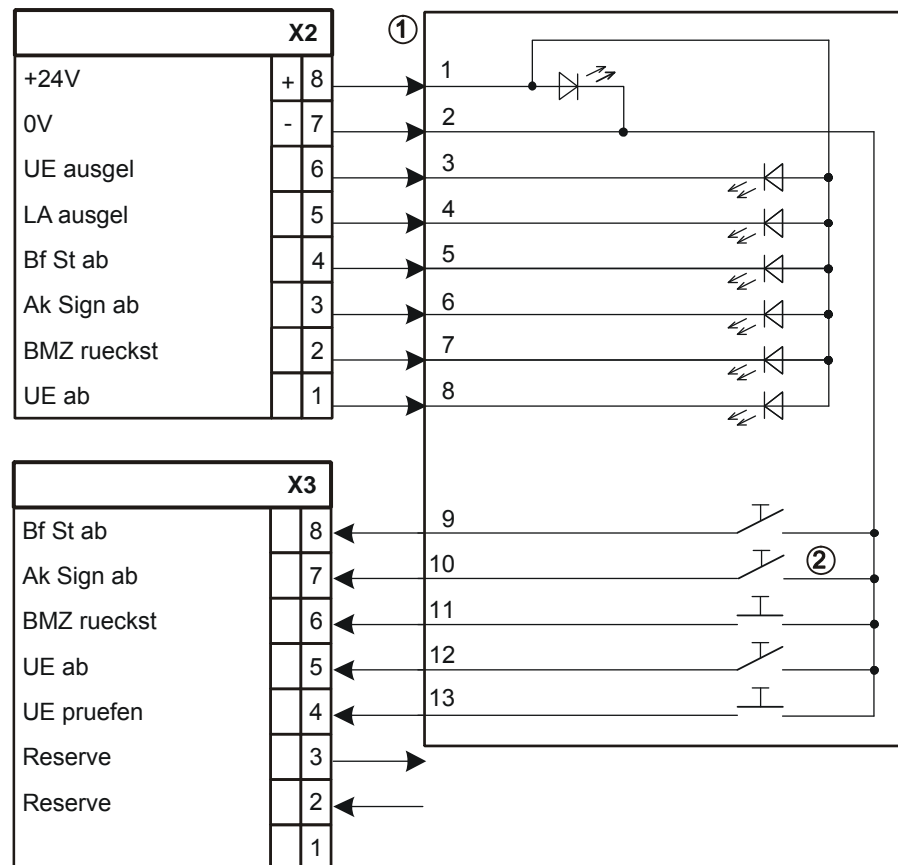 X2
+24V + 8
0V - 7
UE ausgel 6
LA ausgel 5
Bf St ab 4
Ak Sign ab 3
BMZ rueckst 2
UE ab 1
①
1
2
3
4
5
6
7
8
X3
Bf St ab 8
Ak Sign ab 7
BMZ rueckst 6
UE ab 5
UE pruefen 4
Reserve 3
Reserve 2
1
9
10
②
11
12
13